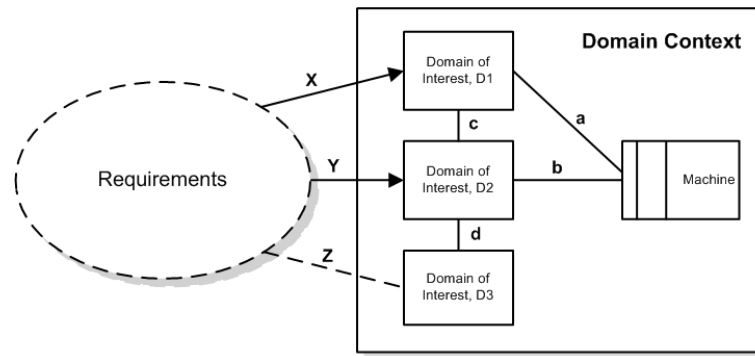 Domain Context
Domain of
Interest, D1
X
a
c
Requirements
Y
Domain of
Interest, D2
b
Machine
d
Z
Domain of
Interest, D3